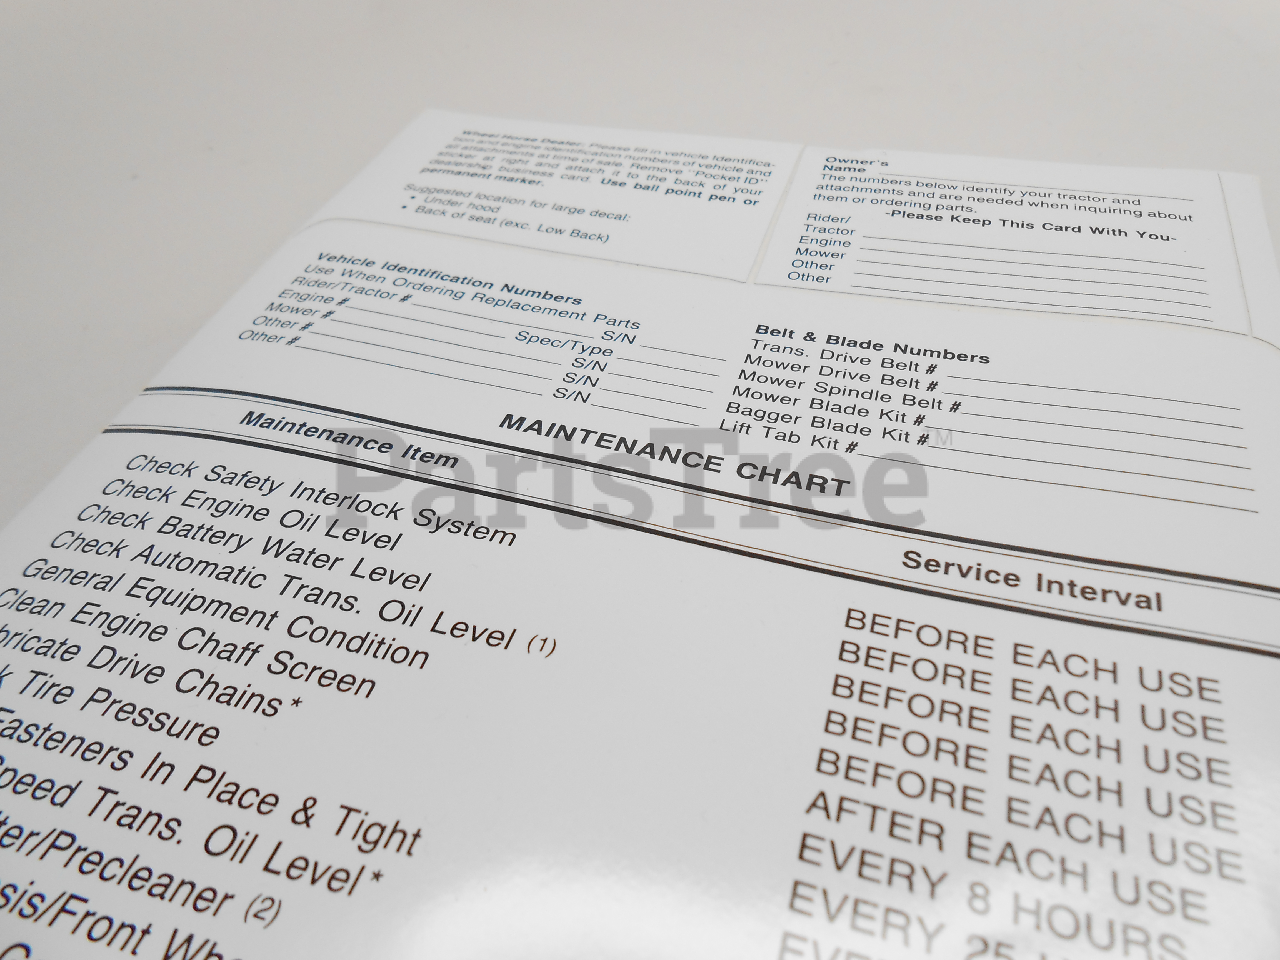 Wheel Horse Dealer: Please fill in vehicle identifica-
tion and engine identification numbers of vehicle and
all attachments at time of sale. Remove "Pocket ID"
sticker at right and attach it to the back of your
dealership business card. Use ball point pen or
permanent marker.
Suggested location for large decal:
• Under hood
• Back of seat (exc. Low Back)
Owner's
Name
The numbers below identify your tractor and
attachments and are needed when inquiring about
them or ordering parts.
-Please Keep This Card With You-
Rider/
Tractor
Engine
Mower
Other
Other
Vehicle Identification Numbers
Use When Ordering Replacement Parts
Rider/Tractor # S/N
Engine # Spec/Type
Mower # S/N
Other # S/N
Other # S/N
Belt & Blade Numbers
Trans. Drive Belt #
Mower Drive Belt #
Mower Spindle Belt #
Mower Blade Kit #
Bagger Blade Kit #
Lift Tab Kit #
PartsTree™
MAINTENANCE CHART
Maintenance Item Service Interval
Check Safety Interlock System BEFORE EACH USE
Check Engine Oil Level BEFORE EACH USE
Check Battery Water Level BEFORE EACH USE
Check Automatic Trans. Oil Level (1) BEFORE EACH USE
General Equipment Condition BEFORE EACH USE
Clean Engine Chaff Screen AFTER EACH USE
bricate Drive Chains * EVERY 8 HOURS
k Tire Pressure EVERY 25
Fasteners In Place & Tight
peed Trans. Oil Level *
ter/Precleaner (2)
sis/Front Whe